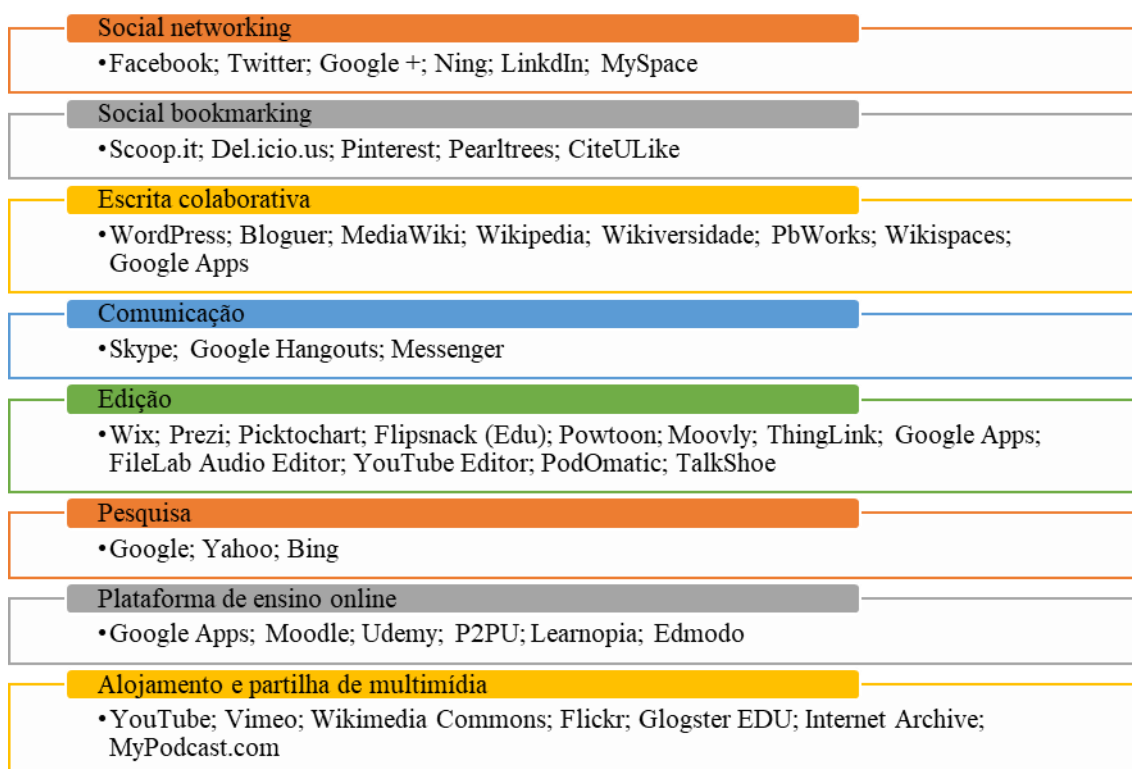 Social networking
•Facebook; Twitter; Google +; Ning; LinkdIn; MySpace
Social bookmarking
•Scoop.it; Del.icio.us; Pinterest; Pearltrees; CiteULike
Escrita colaborativa
•WordPress; Bloguer; MediaWiki; Wikipedia; Wikiversidade; PbWorks; Wikispaces;
Google Apps
Comunicação
•Skype; Google Hangouts; Messenger
Edição
•Wix; Prezi; Picktochart; Flipsnack (Edu); Powtoon; Moovly; ThingLink; Google Apps;
FileLab Audio Editor; YouTube Editor; PodOmatic; TalkShoe
Pesquisa
•Google; Yahoo; Bing
Plataforma de ensino online
•Google Apps; Moodle; Udemy; P2PU; Learnopia; Edmodo
Alojamento e partilha de multimídia
•YouTube; Vimeo; Wikimedia Commons; Flickr; Glogster EDU; Internet Archive;
MyPodcast.com